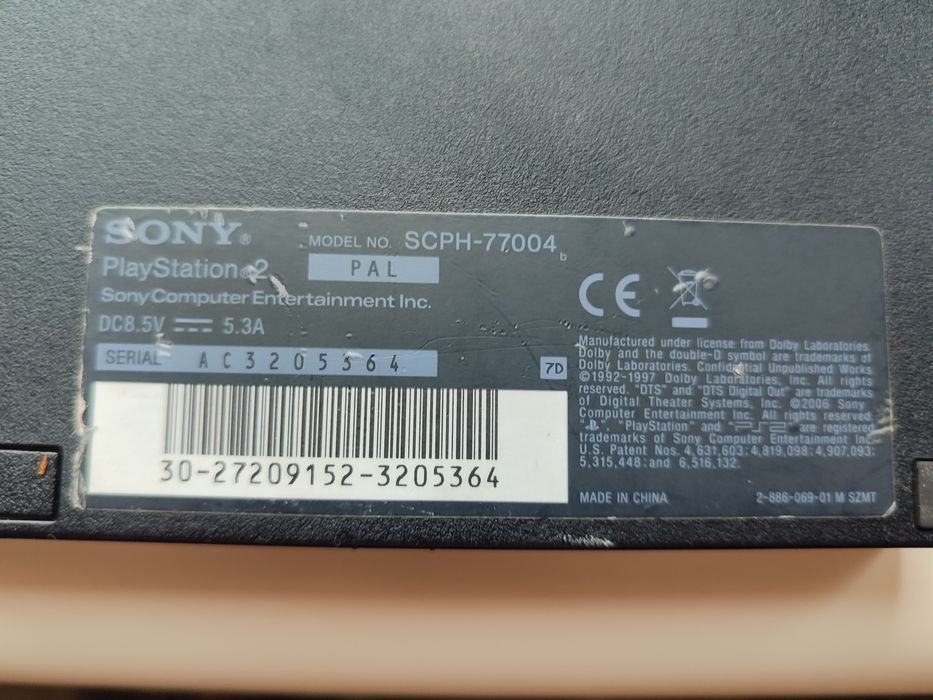 SONY®
MODEL NO. SCPH-77004 b
PlayStation®2
PAL
Sony Computer Entertainment Inc.
DC8.5V 5.3A
SERIAL AC3205364
7D
30-27209152-3205364
CE
Manufactured under license from Dolby Laboratories.
Dolby and the double-D symbol are trademarks of
Dolby Laboratories. Confidential Unpublished Works
©1992-1997 Dolby Laboratories, Inc. All rights
reserved. "DTS" and "DTS Digital Out" are trademarks
of Digital Theater Systems, Inc. ©2006 Sony
Computer Entertainment Inc. All rights reserved.
" ", "PlayStation" and " PS2 " are registered
trademarks of Sony Computer Entertainment Inc.
U.S. Patent Nos. 4,631,603; 4,819,098; 4,907,093;
5,315,448; and 6,516,132.
MADE IN CHINA
2-886-069-01 M SZMT